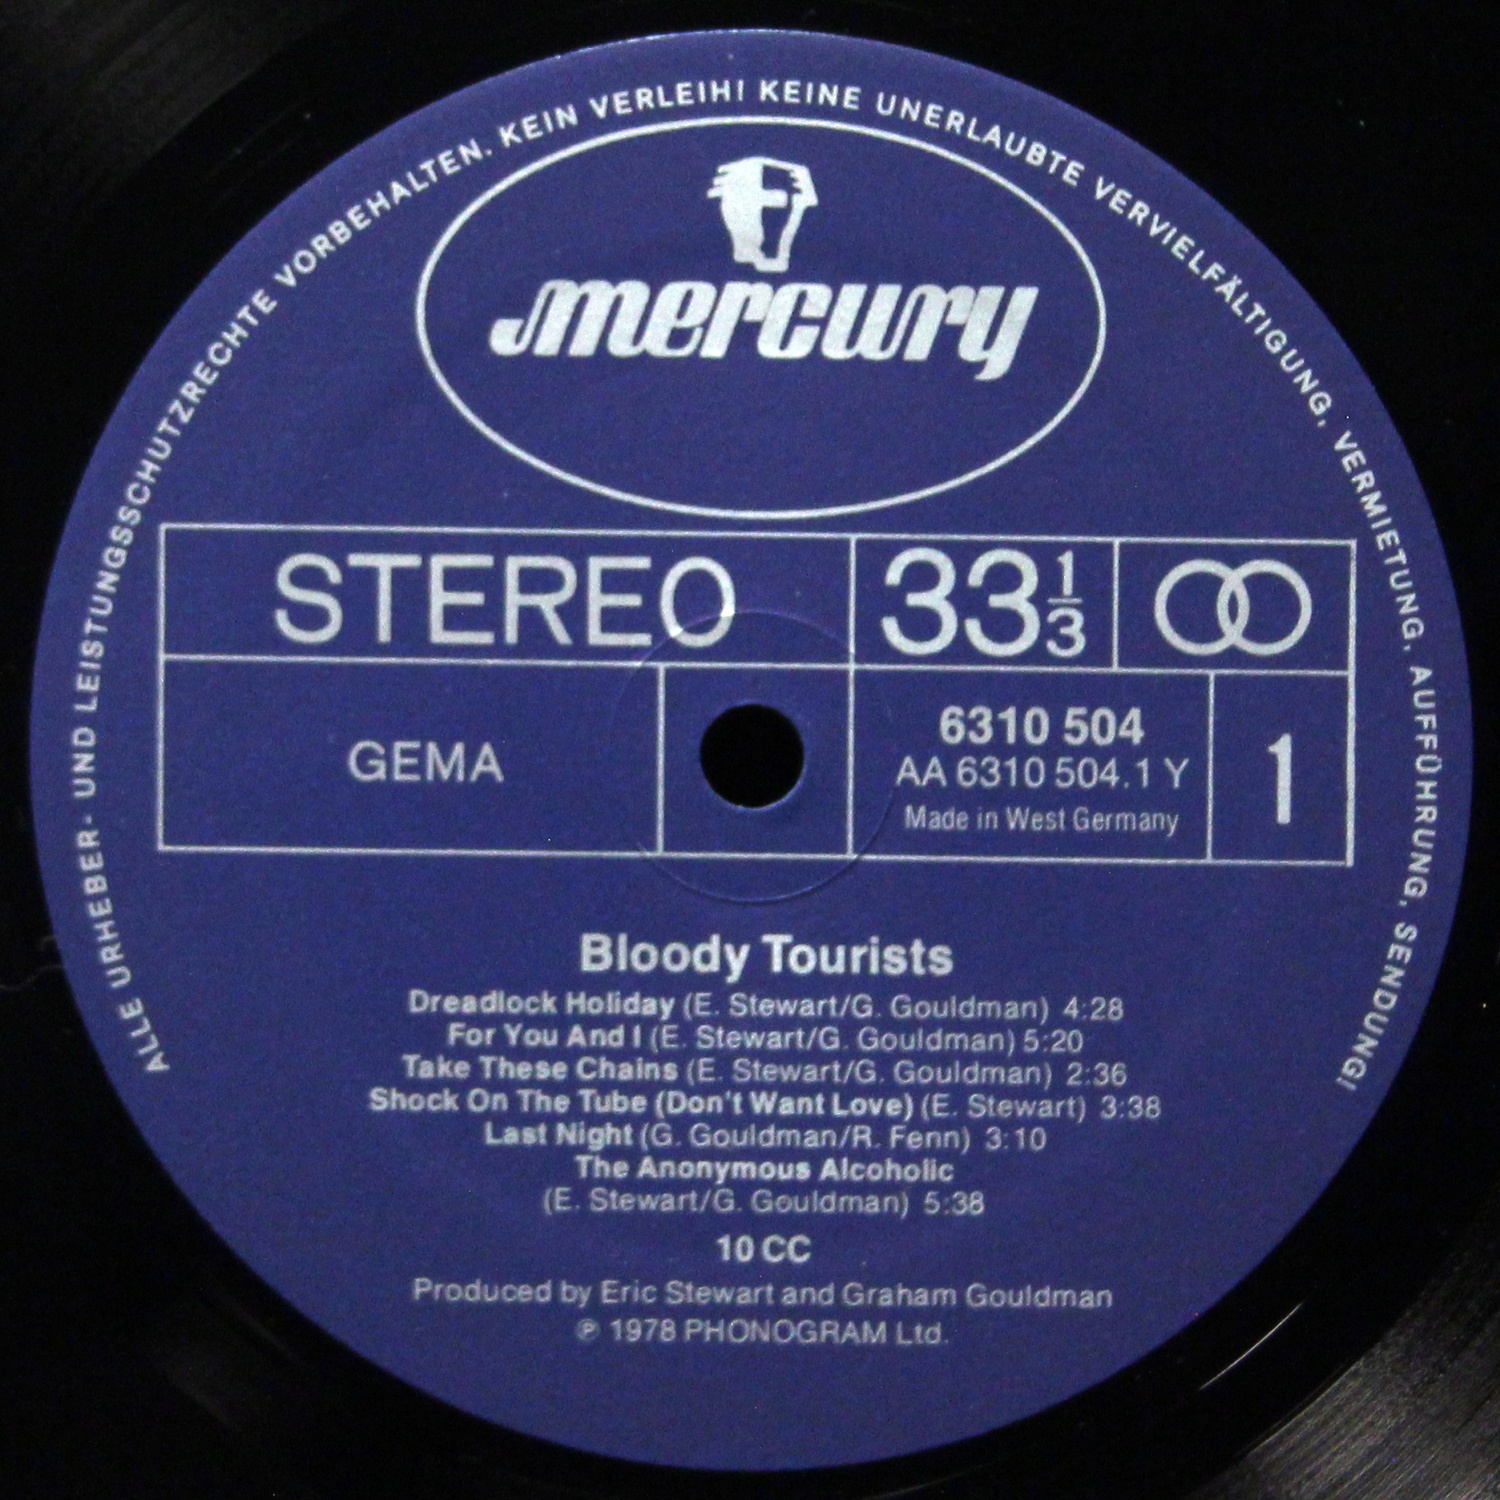 ALLE URHEBER- UND LEISTUNGSSCHUTZRECHTE VORBEHALTEN. KEIN VERLEIH! KEINE UNERLAUBTE VERVIELFÄLTIGUNG, VERMIETUNG, AUFFÜHRUNG, SENDUNG!
mercury
STEREO 33 1/3
GEMA
6310 504
AA 6310 504.1 Y
Made in West Germany
1
Bloody Tourists
Dreadlock Holiday (E. Stewart/G. Gouldman) 4:28
For You And I (E. Stewart/G. Gouldman) 5:20
Take These Chains (E. Stewart/G. Gouldman) 2:36
Shock On The Tube (Don't Want Love) (E. Stewart) 3:38
Last Night (G. Gouldman/R. Fenn) 3:10
The Anonymous Alcoholic
(E. Stewart/G. Gouldman) 5:38
10 CC
Produced by Eric Stewart and Graham Gouldman
℗ 1978 PHONOGRAM Ltd.